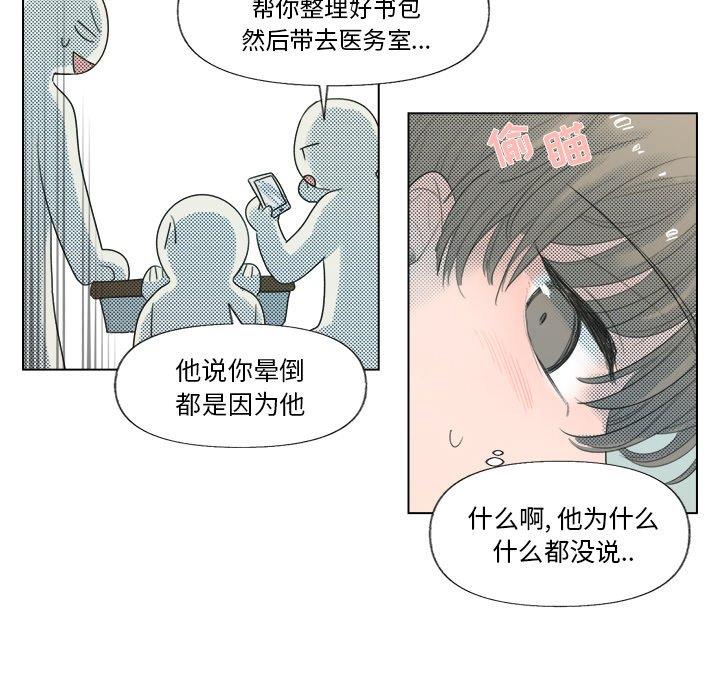 帮你整理好书包
然后带去医务室...
他说你晕倒
都是因为他
偷瞄
什么啊, 他为什么
什么都没说..